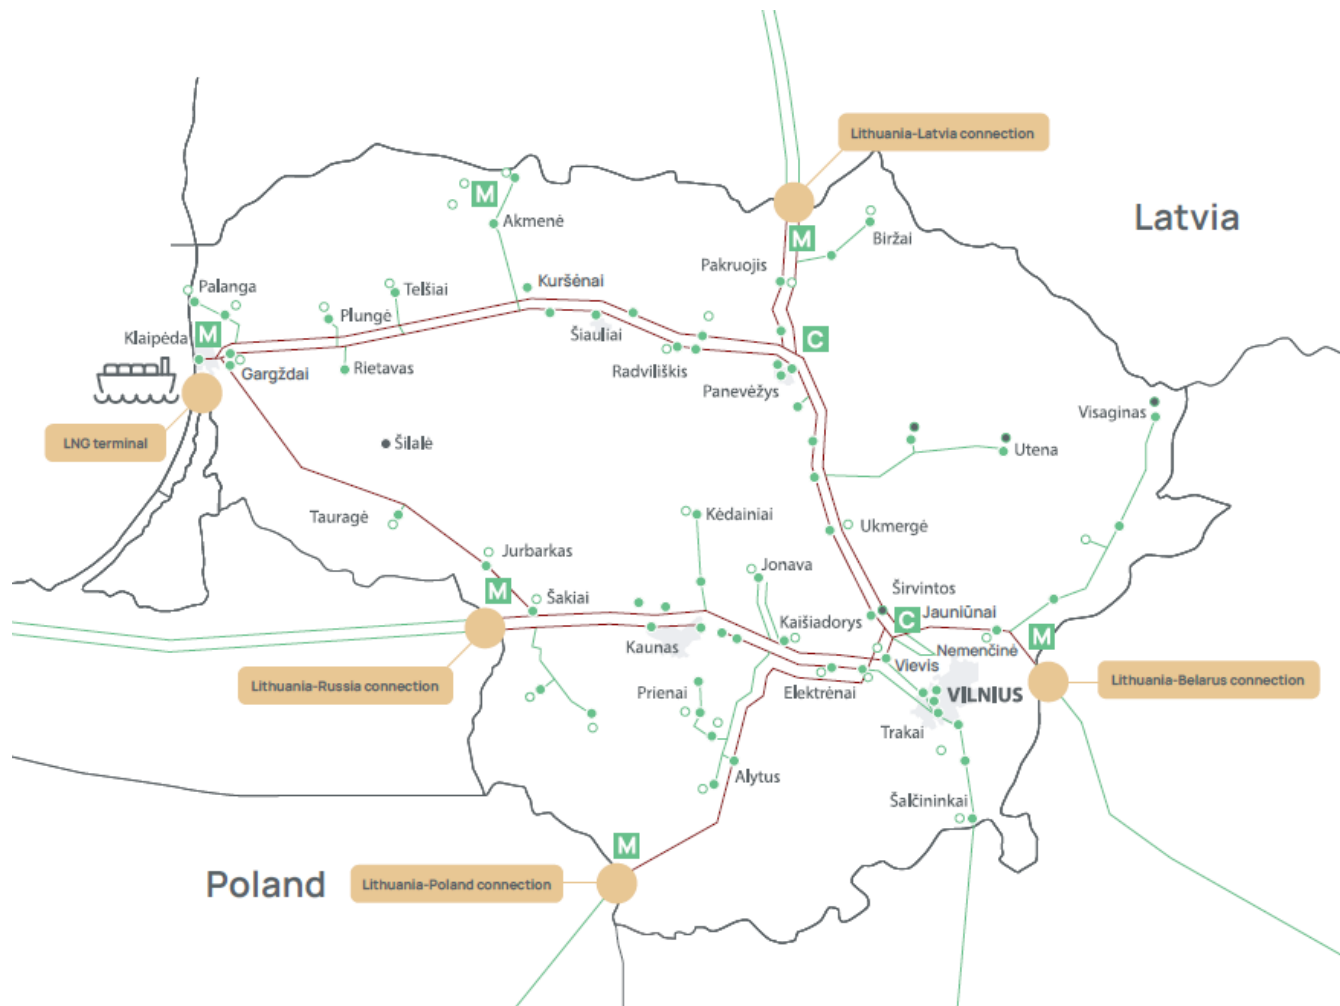 Lithuania-Latvia connection
Latvia
M
Akmenė
M
Biržai
Pakruojis
Palanga
Telšiai
Kuršėnai
Plungė
Klaipėda
M
Šiauliai
C
Gargždai
Rietavas
Radviliškis
Panevėžys
Visaginas
LNG terminal
Šilalė
Utena
Tauragė
Kėdainiai
Ukmergė
Jurbarkas
Jonava
M
Šakiai
Širvintos
Kaišiadorys
C
Jauniūnai
M
Kaunas
Nemenčinė
Vievis
Lithuania-Russia connection
Prienai
Elektrėnai
VILNIUS
Lithuania-Belarus connection
Trakai
Alytus
Šalčininkai
M
Poland
Lithuania-Poland connection